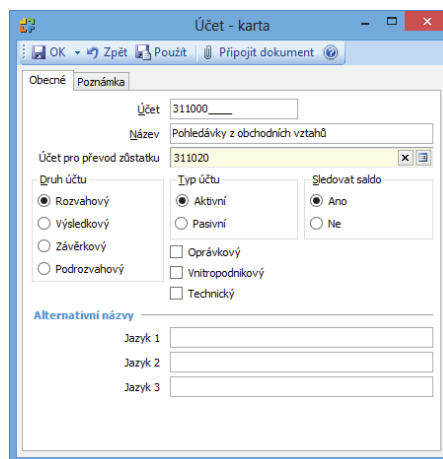 Účet - karta
OK Zpět Použít Připojit dokument
Obecné Poznámka
Účet 311000____
Název Pohledávky z obchodních vztahů
Účet pro převod zůstatku 311020
Druh účtu Typ účtu Sledovat saldo
Rozvahový Aktivní Ano
Výsledkový Pasivní Ne
Závěrkový Oprávkový
Podrozvahový Vnitropodnikový
Technický
Alternativní názvy
Jazyk 1
Jazyk 2
Jazyk 3